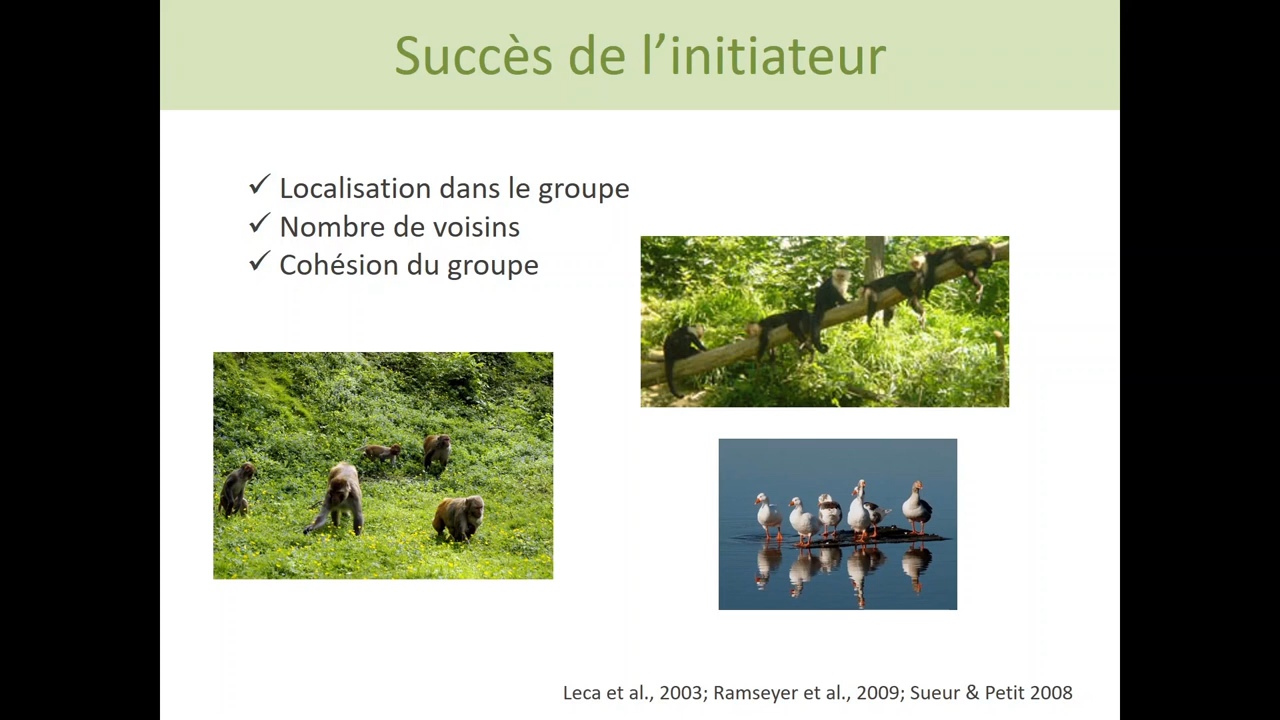 Succès de l’initiateur
✓ Localisation dans le groupe
✓ Nombre de voisins
✓ Cohésion du groupe
Leca et al., 2003; Ramseyer et al., 2009; Sueur & Petit 2008